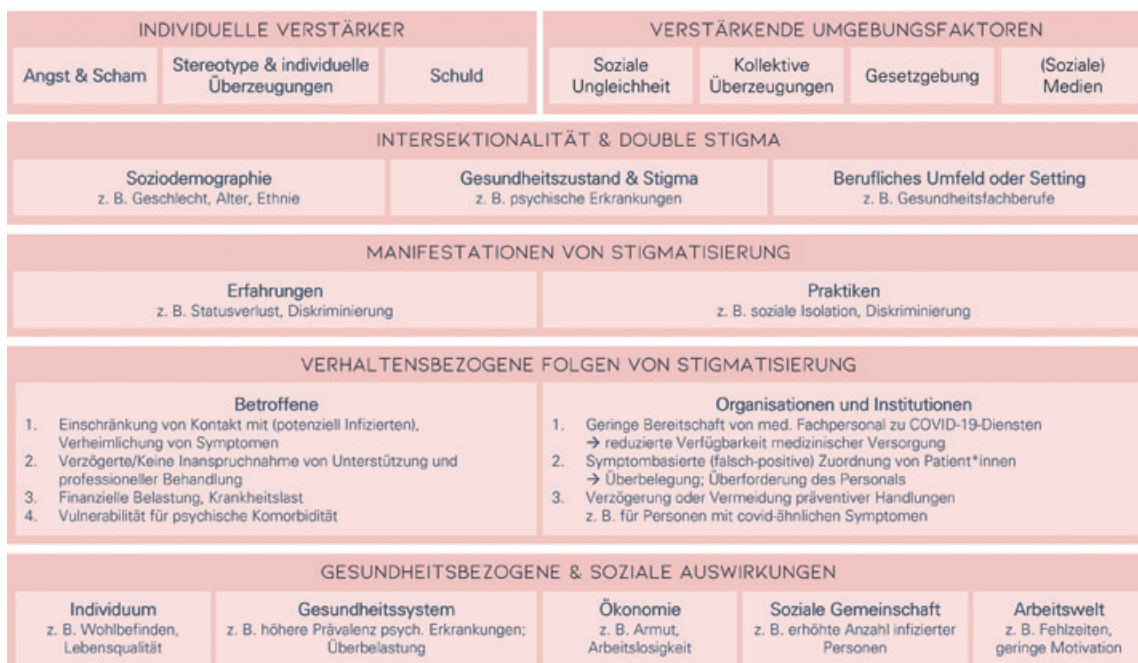 INDIVIDUELLE VERSTÄRKER
Angst & Scham
Stereotype & individuelle
Überzeugungen
Schuld
VERSTÄRKENDE UMGEBUNGSFAKTOREN
Soziale
Ungleichheit
Kollektive
Überzeugungen
Gesetzgebung
(Soziale)
Medien
INTERSEKTIONALITÄT & DOUBLE STIGMA
Soziodemographie
z. B. Geschlecht, Alter, Ethnie
Gesundheitszustand & Stigma
z. B. psychische Erkrankungen
Berufliches Umfeld oder Setting
z. B. Gesundheitsfachberufe
MANIFESTATIONEN VON STIGMATISIERUNG
Erfahrungen
z. B. Statusverlust, Diskriminierung
Praktiken
z. B. soziale Isolation, Diskriminierung
VERHALTENSBEZOGENE FOLGEN VON STIGMATISIERUNG
Betroffene
1. Einschränkung von Kontakt mit (potenziell Infizierten),
Verheimlichung von Symptomen
2. Verzögerte/Keine Inanspruchnahme von Unterstützung und
professioneller Behandlung
3. Finanzielle Belastung, Krankheitslast
4. Vulnerabilität für psychische Komorbidität
Organisationen und Institutionen
1. Geringe Bereitschaft von med. Fachpersonal zu COVID-19-Diensten
→ reduzierte Verfügbarkeit medizinischer Versorgung
2. Symptombasierte (falsch-positive) Zuordnung von Patient*innen
→ Überbelegung; Überforderung des Personals
3. Verzögerung oder Vermeidung präventiver Handlungen
z. B. für Personen mit covid-ähnlichen Symptomen
GESUNDHEITSBEZOGENE & SOZIALE AUSWIRKUNGEN
Individuum
z. B. Wohlbefinden,
Lebensqualität
Gesundheitssystem
z. B. höhere Prävalenz psych. Erkrankungen;
Überbelastung
Ökonomie
z. B. Armut,
Arbeitslosigkeit
Soziale Gemeinschaft
z. B. erhöhte Anzahl infizierter
Personen
Arbeitswelt
z. B. Fehlzeiten,
geringe Motivation